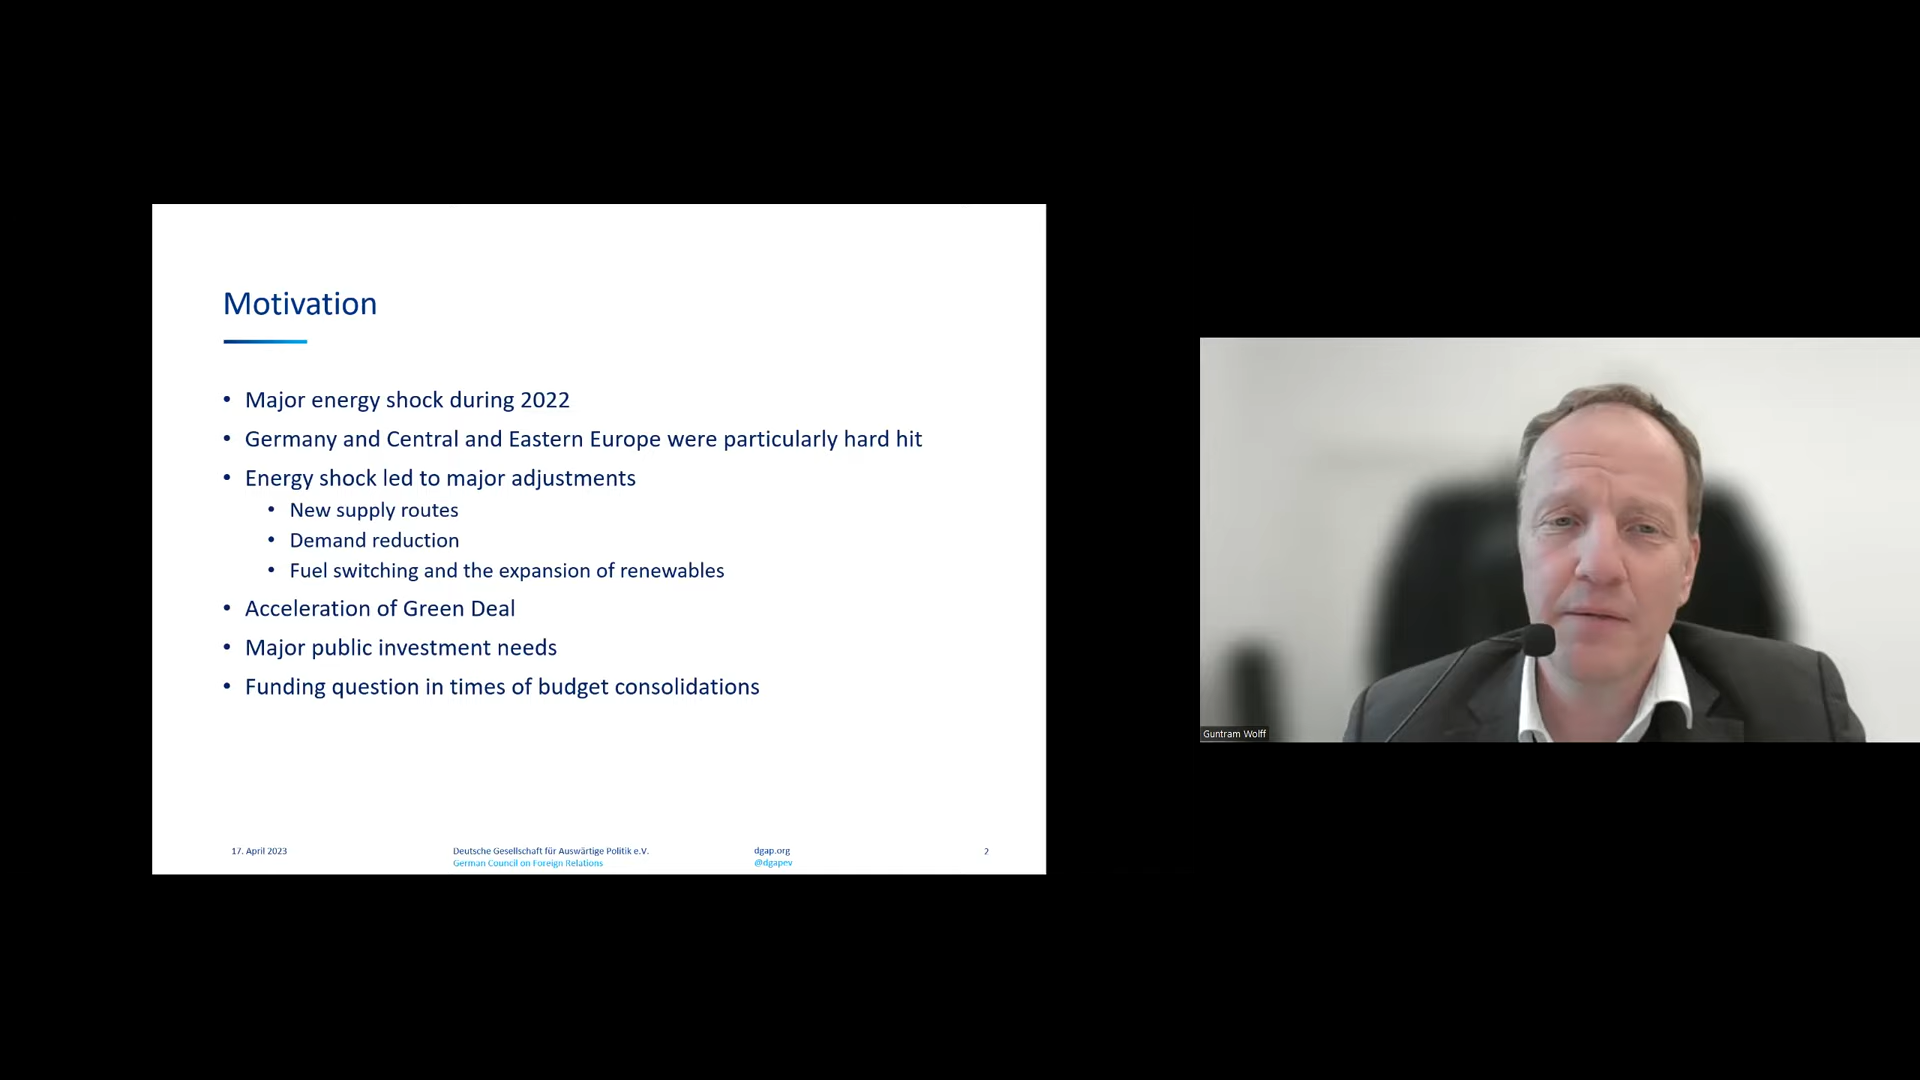 Motivation
• Major energy shock during 2022
• Germany and Central and Eastern Europe were particularly hard hit
• Energy shock led to major adjustments
• New supply routes
• Demand reduction
• Fuel switching and the expansion of renewables
• Acceleration of Green Deal
• Major public investment needs
• Funding question in times of budget consolidations
17. April 2023
Deutsche Gesellschaft für Auswärtige Politik e.V.
German Council on Foreign Relations
dgap.org
@dgapev
2
Guntram Wolff